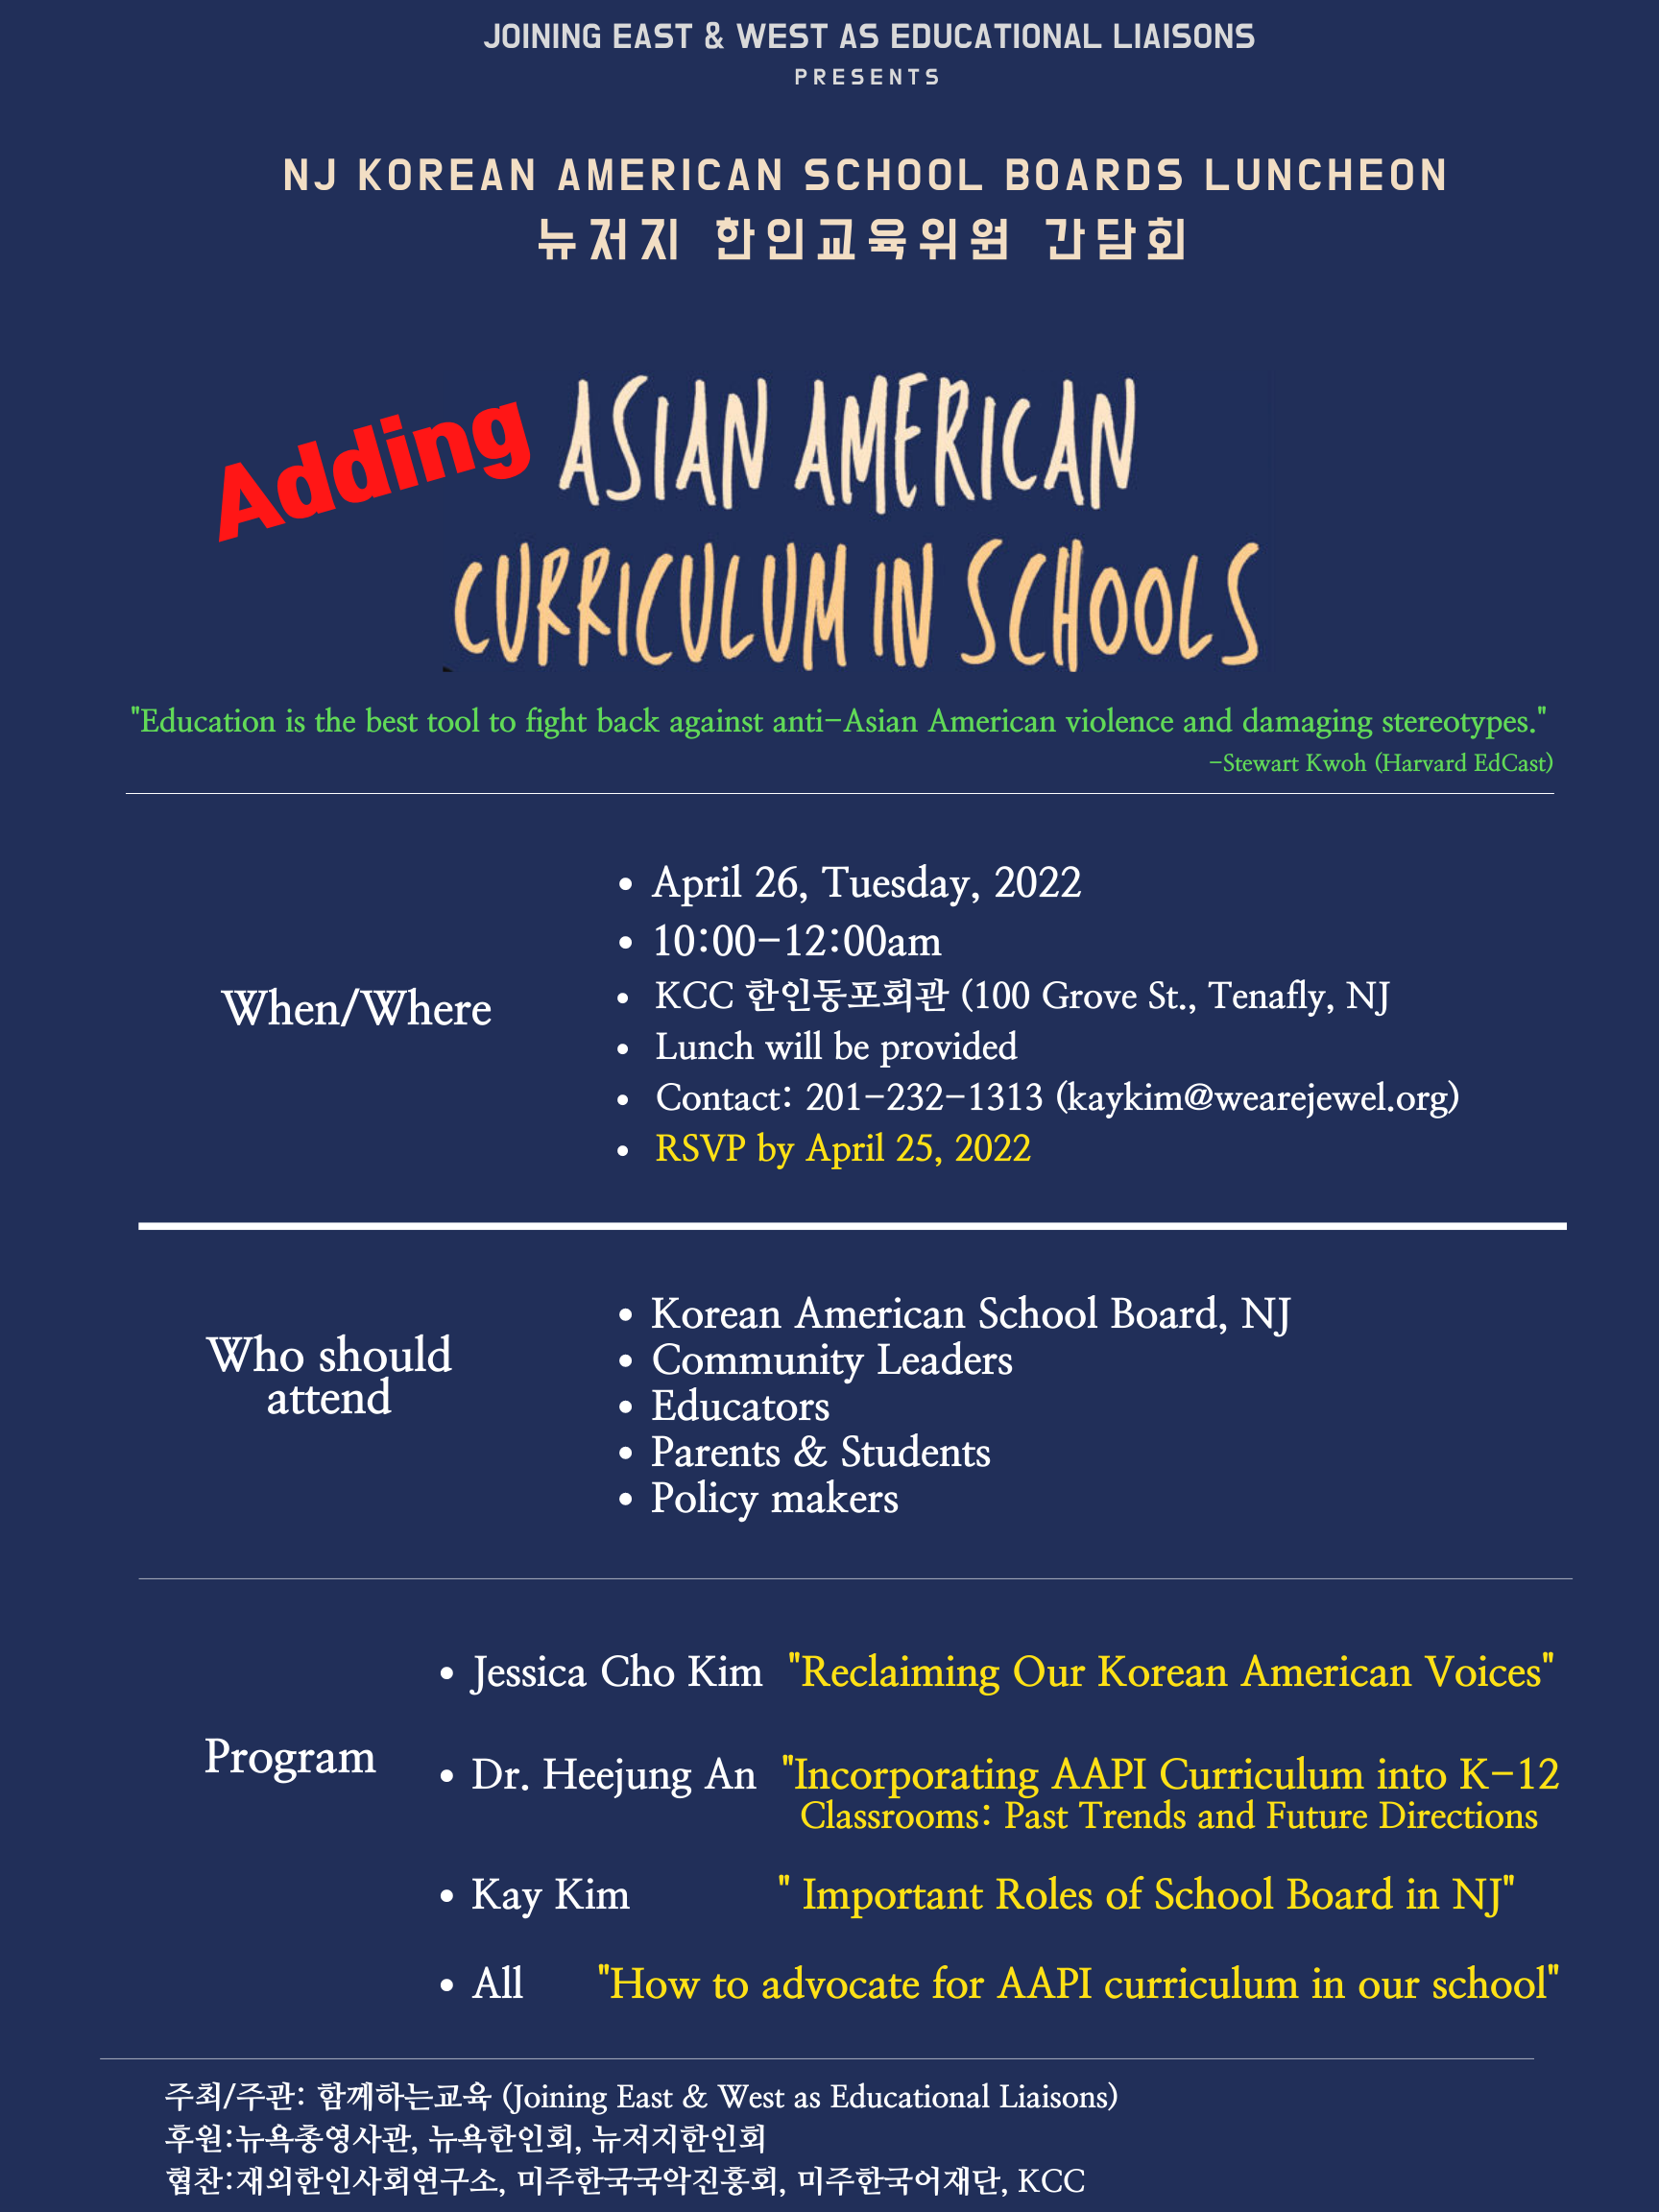 JOINING EAST & WEST AS EDUCATIONAL LIAISONS
PRESENTS
NJ KOREAN AMERICAN SCHOOL BOARDS LUNCHEON
뉴저지 한인교육위원 간담회
Adding ASIAN AMERICAN
CURRICULUM IN SCHOOLS
"Education is the best tool to fight back against anti-Asian American violence and damaging stereotypes."
-Stewart Kwoh (Harvard EdCast)
When/Where
• April 26, Tuesday, 2022
• 10:00-12:00am
• KCC 한인동포회관 (100 Grove St., Tenafly, NJ
• Lunch will be provided
• Contact: 201-232-1313 (kaykim@wearejewel.org)
• RSVP by April 25, 2022
Who should
attend
• Korean American School Board, NJ
• Community Leaders
• Educators
• Parents & Students
• Policy makers
Program
• Jessica Cho Kim "Reclaiming Our Korean American Voices"
• Dr. Heejung An "Incorporating AAPI Curriculum into K-12
Classrooms: Past Trends and Future Directions
• Kay Kim " Important Roles of School Board in NJ"
• All "How to advocate for AAPI curriculum in our school"
주최/주관: 함께하는교육 (Joining East & West as Educational Liaisons)
후원:뉴욕총영사관, 뉴욕한인회, 뉴저지한인회
협찬:재외한인사회연구소, 미주한국국악진흥회, 미주한국어재단, KCC